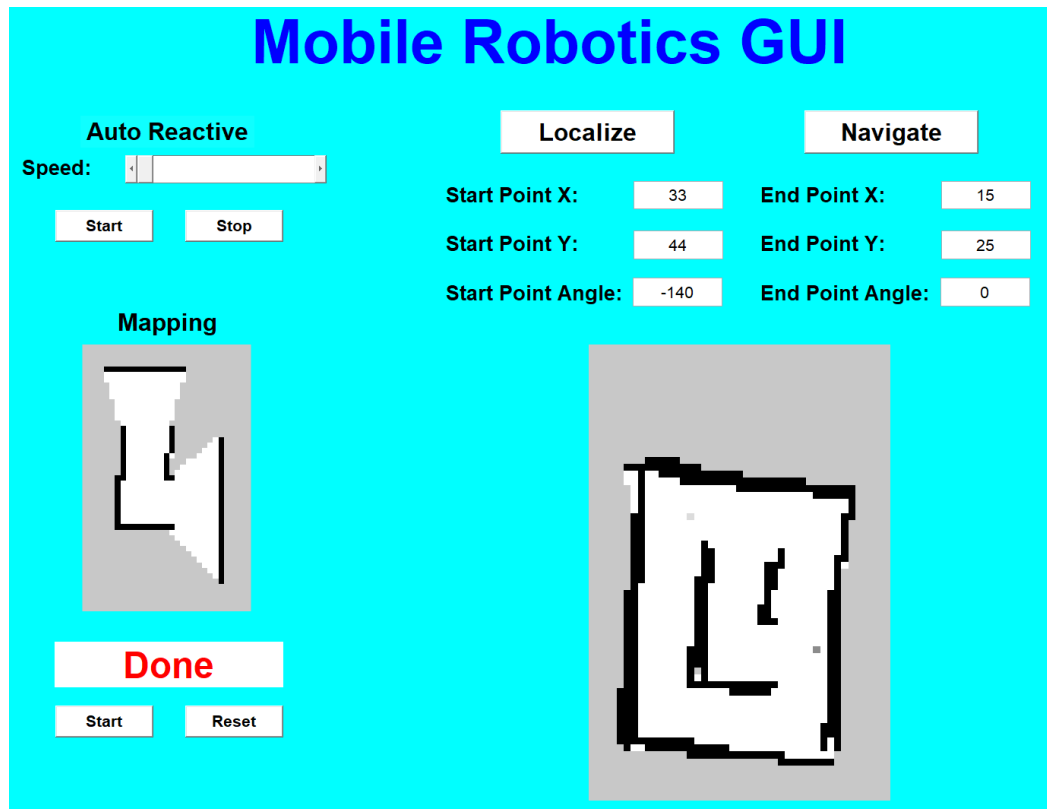 Mobile Robotics GUI
Auto Reactive
Speed:
Start
Stop
Localize
Navigate
Start Point X:
33
End Point X:
15
Start Point Y:
44
End Point Y:
25
Start Point Angle:
-140
End Point Angle:
0
Mapping
Done
Start
Reset